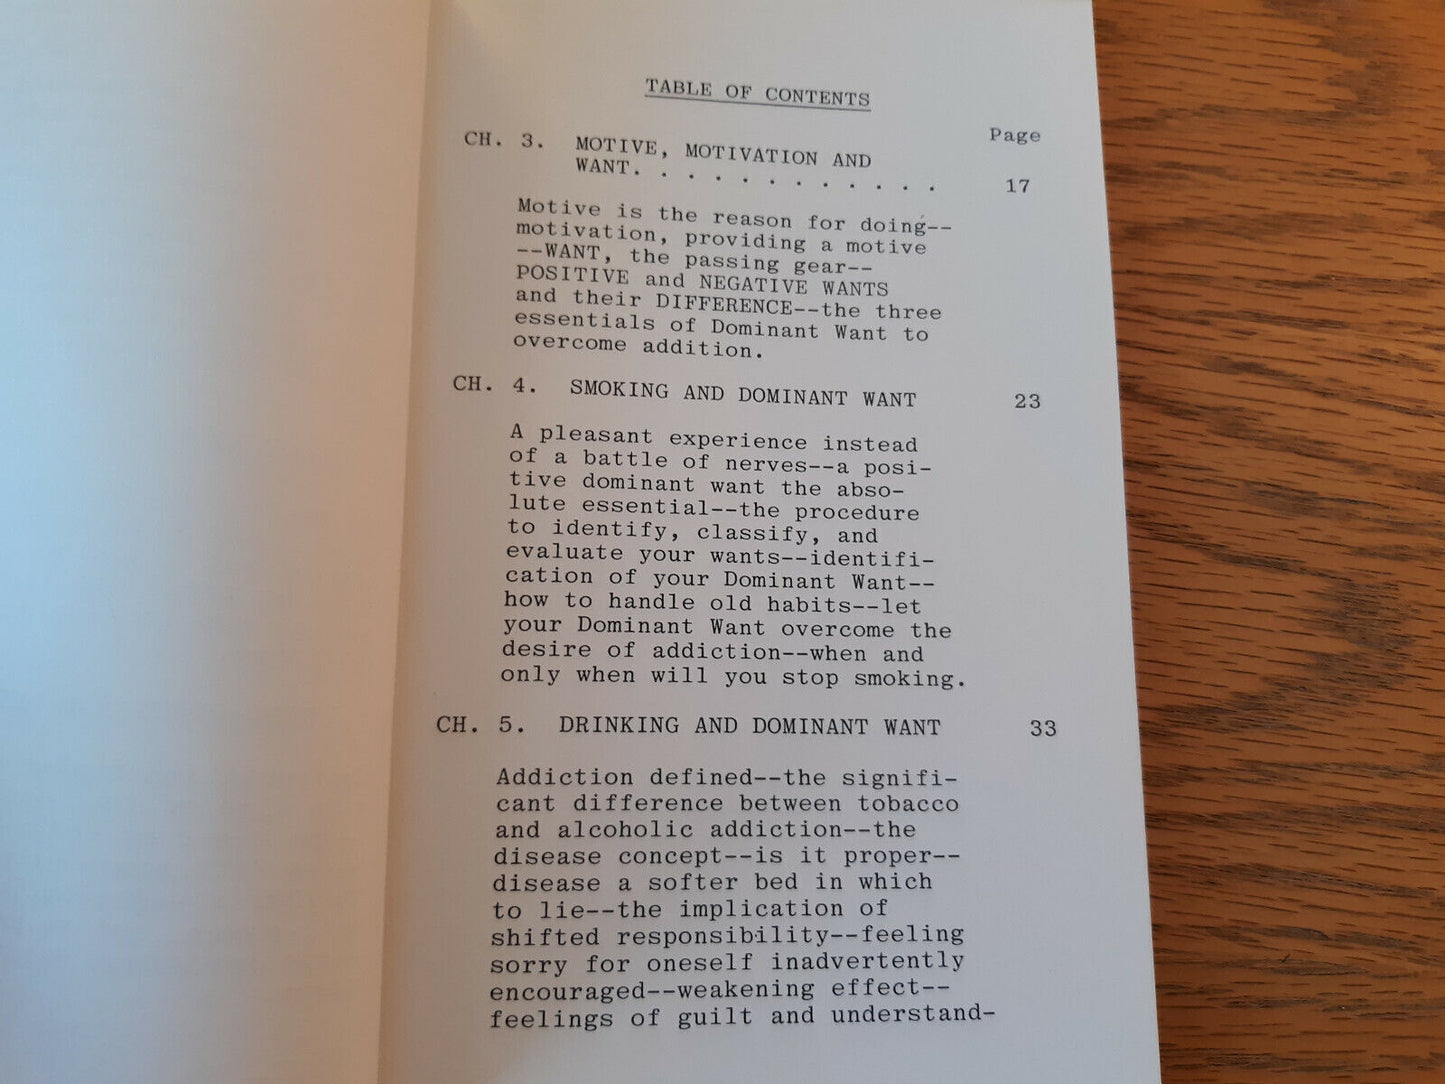 TABLE OF CONTENTS
Page
CH. 3. MOTIVE, MOTIVATION AND
WANT. . . . . . . . . . . . 17
Motive is the reason for doing--
motivation, providing a motive
--WANT, the passing gear--
POSITIVE and NEGATIVE WANTS
and their DIFFERENCE--the three
essentials of Dominant Want to
overcome addition.
CH. 4. SMOKING AND DOMINANT WANT 23
A pleasant experience instead
of a battle of nerves--a posi-
tive dominant want the abso-
lute essential--the procedure
to identify, classify, and
evaluate your wants--identifi-
cation of your Dominant Want--
how to handle old habits--let
your Dominant Want overcome the
desire of addiction--when and
only when will you stop smoking.
CH. 5. DRINKING AND DOMINANT WANT 33
Addiction defined--the signifi-
cant difference between tobacco
and alcoholic addiction--the
disease concept--is it proper--
disease a softer bed in which
to lie--the implication of
shifted responsibility--feeling
sorry for oneself inadvertently
encouraged--weakening effect--
feelings of guilt and understand-